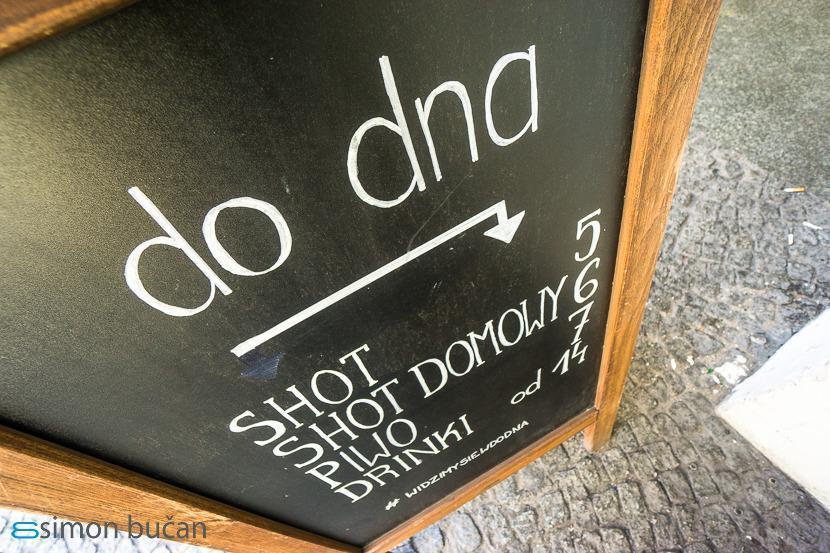 do dna
SHOT 5
SHOT DOMOWY 6
PIWO 7
DRINKI od 14
# WIDZIMYSIEWDODNA
simon bučan